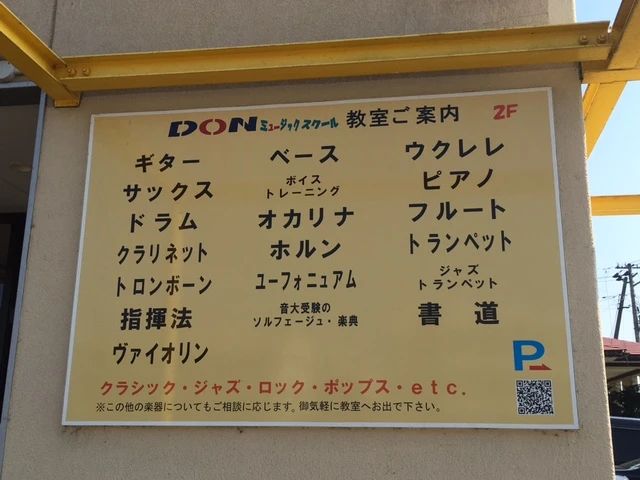 DON ミュージックスクール 教室ご案内 2F
ギター ベース ウクレレ
サックス ボイストレーニング ピアノ
ドラム オカリナ フルート
クラリネット ホルン トランペット
トロンボーン ユーフォニュアム ジャズトランペット
指揮法 音大受験のソルフェージュ・楽典 書道
ヴァイオリン
P
クラシック・ジャズ・ロック・ポップス・etc.
※この他の楽器についてもご相談に応じます。御気軽に教室へお出で下さい。